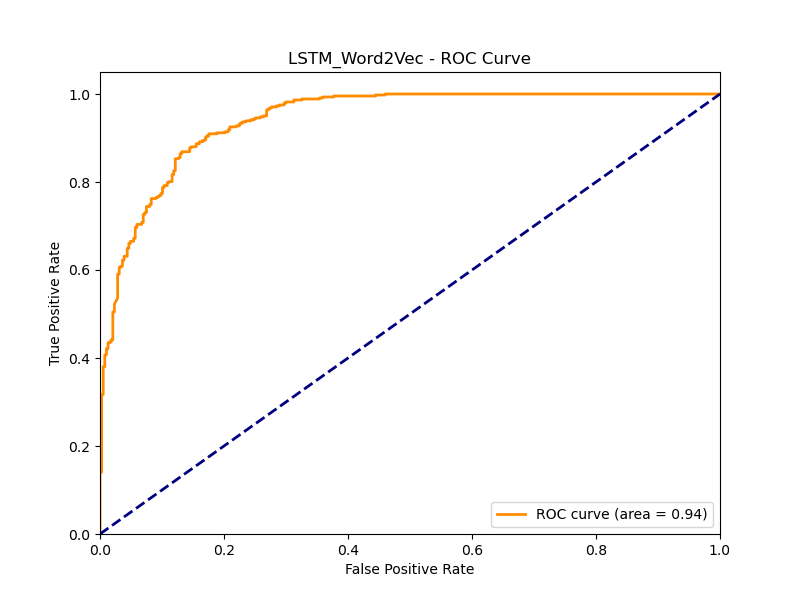 LSTM_Word2Vec - ROC Curve
1.0
0.8
0.6
0.4
0.2
0.0
True Positive Rate
ROC curve (area = 0.94)
0.0 0.2 0.4 0.6 0.8 1.0
False Positive Rate